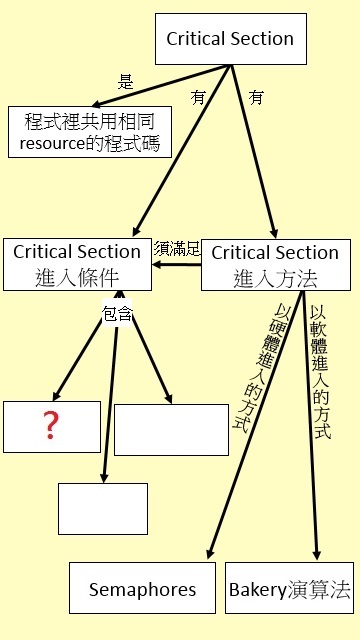 Critical Section
是
有
有
程式裡共用相同
resource的程式碼
Critical Section
進入條件
須滿足
Critical Section
進入方法
包含
以硬體進入的方式
以軟體進入的方式
?
Semaphores
Bakery演算法